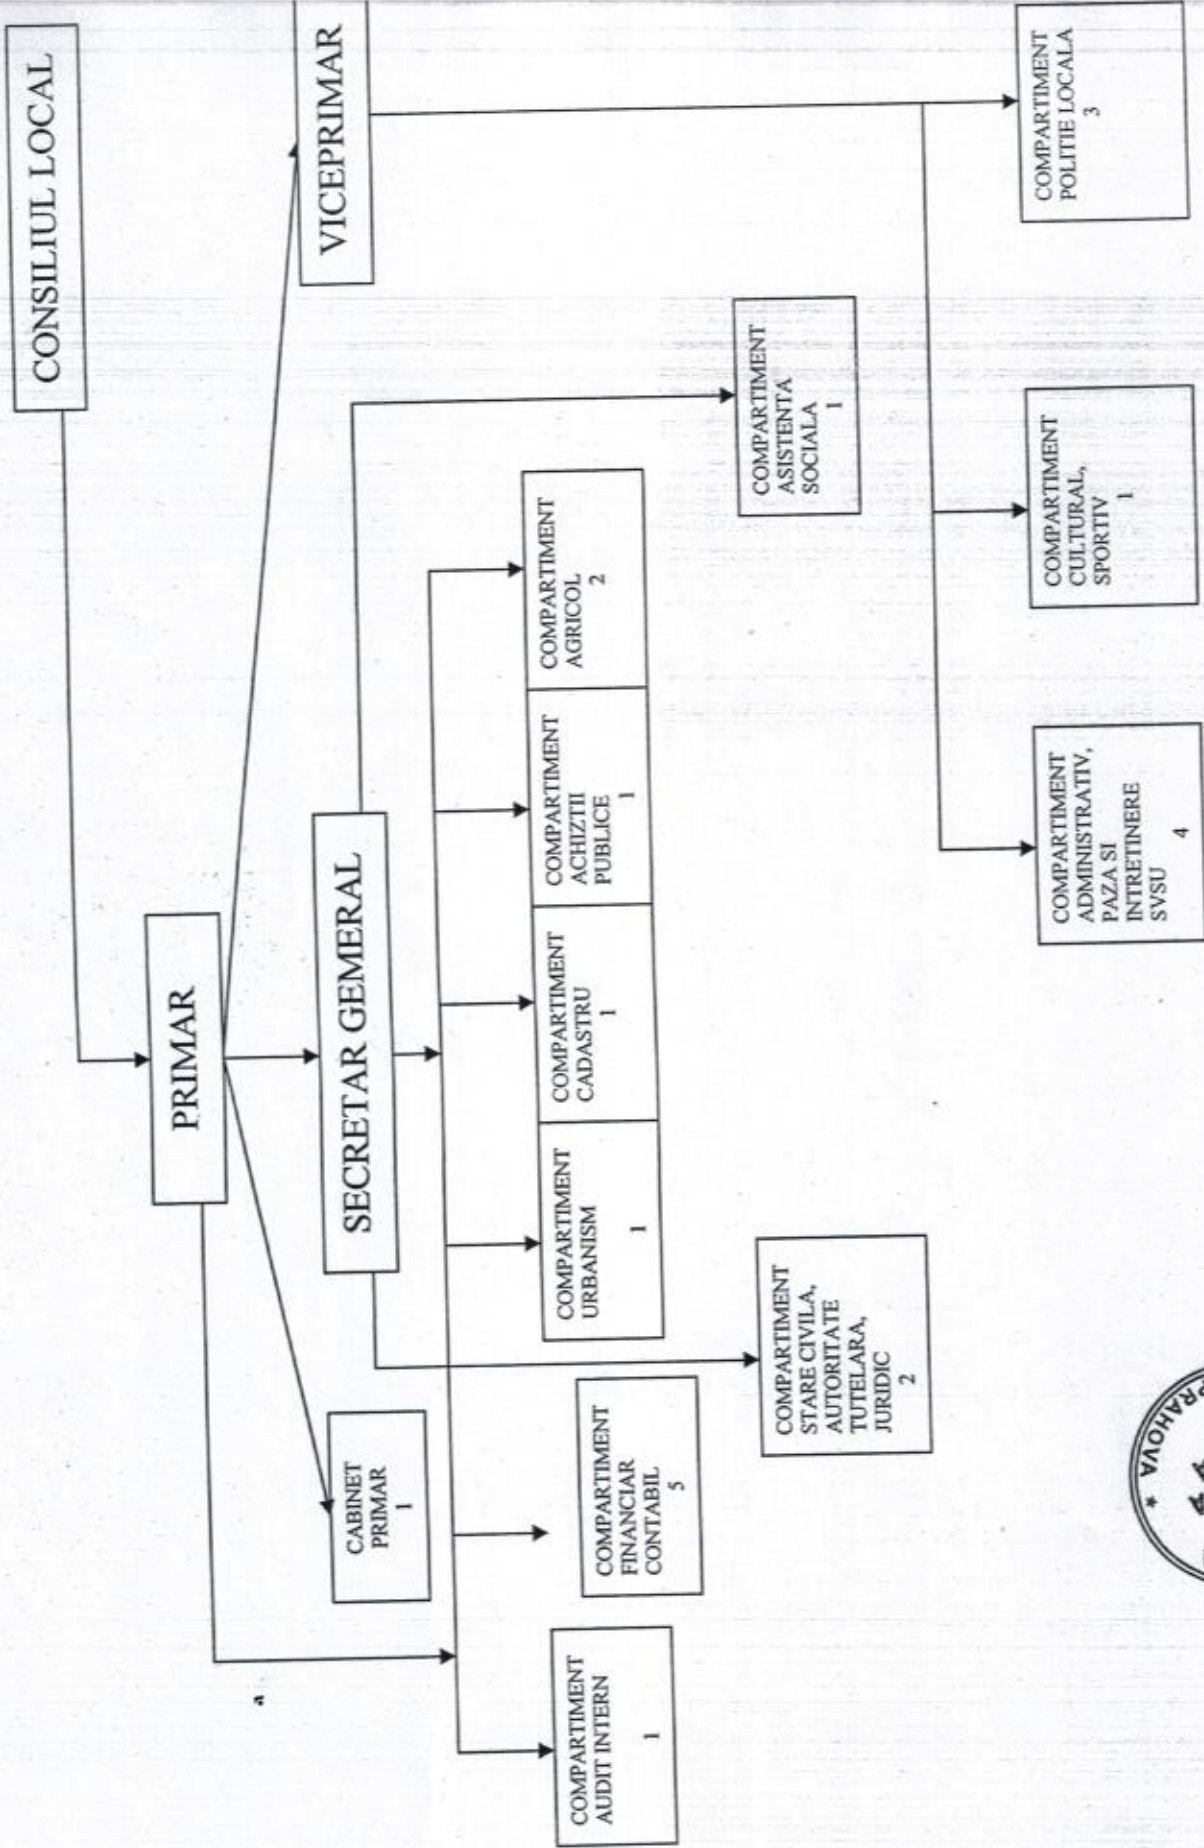 CONSILIUL LOCAL
PRIMAR
VICEPRIMAR
SECRETAR GEMERAL
CABINET
PRIMAR
1
COMPARTIMENT
AUDIT INTERN
1
COMPARTIMENT
FINANCIAR
CONTABIL
5
COMPARTIMENT
URBANISM
1
COMPARTIMENT
CADASTRU
1
COMPARTIMENT
ACHIZTII
PUBLICE
1
COMPARTIMENT
AGRICOL
2
COMPARTIMENT
STARE CIVILA,
AUTORITATE
TUTELARA,
JURIDIC
2
COMPARTIMENT
ASISTENTA
SOCIALA
1
COMPARTIMENT
ADMINISTRATIV,
PAZA SI
INTRETINERE
SVSU
4
COMPARTIMENT
CULTURAL,
SPORTIV
1
COMPARTIMENT
POLITIE LOCALA
3
a
PRAHOVA *